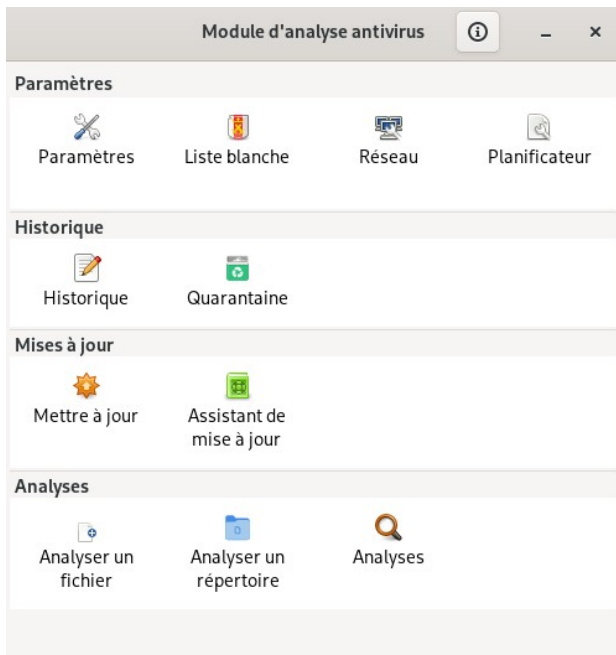 Module d'analyse antivirus
Paramètres
Paramètres
Liste blanche
Réseau
Planificateur
Historique
Historique
Quarantaine
Mises à jour
Mettre à jour
Assistant de
mise à jour
Analyses
Analyser un
fichier
Analyser un
répertoire
Analyses